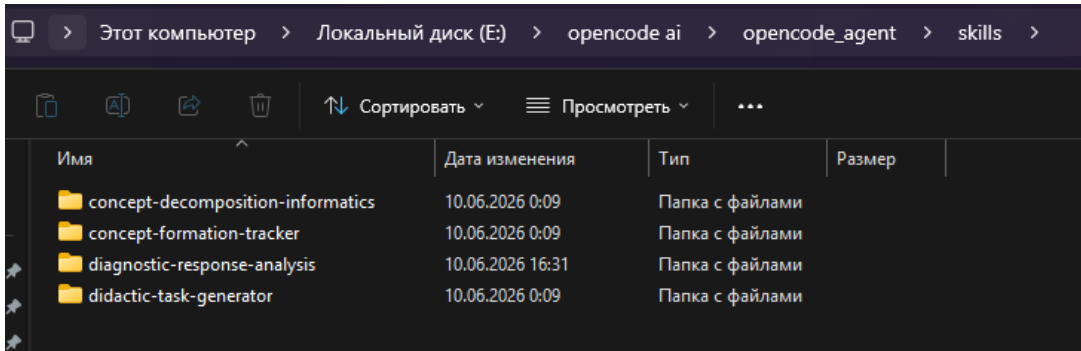 Этот компьютер > Локальный диск (E:) > opencode ai > opencode_agent > skills >
Сортировать Просмотреть
Имя Дата изменения Тип Размер
concept-decomposition-informatics 10.06.2026 0:09 Папка с файлами
concept-formation-tracker 10.06.2026 0:09 Папка с файлами
diagnostic-response-analysis 10.06.2026 16:31 Папка с файлами
didactic-task-generator 10.06.2026 0:09 Папка с файлами